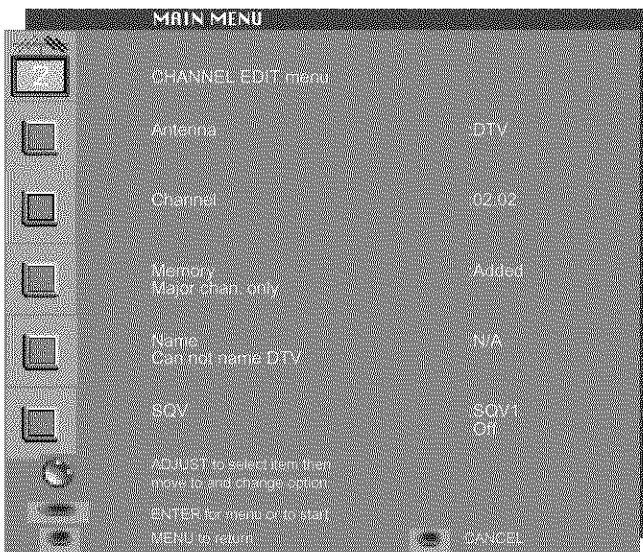 MAIN MENU
2
CHANNEL EDIT menu
Antenna DTV
Channel 02.02
Memory Added
Major chan. only
Name N/A
Can not name DTV
SQV SQV1
Off
ADJUST to select item then
move to and change option
ENTER for menu or to start
MENU to return CANCEL